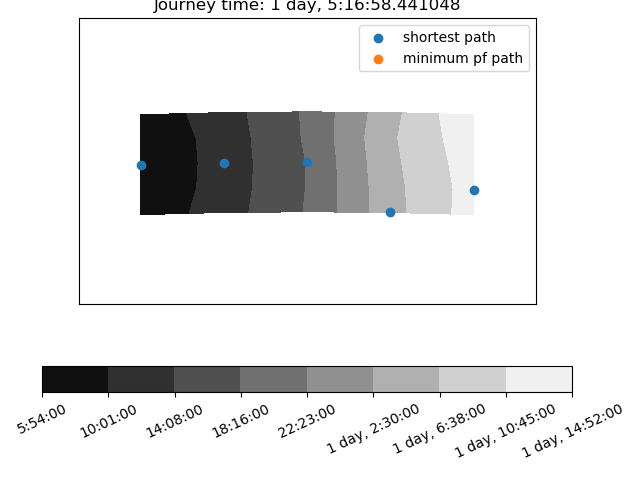 Journey time: 1 day, 5:16:58.441048
shortest path
minimum pf path
5:54:00
10:01:00
14:08:00
18:16:00
22:23:00
1 day, 2:30:00
1 day, 6:38:00
1 day, 10:45:00
1 day, 14:52:00